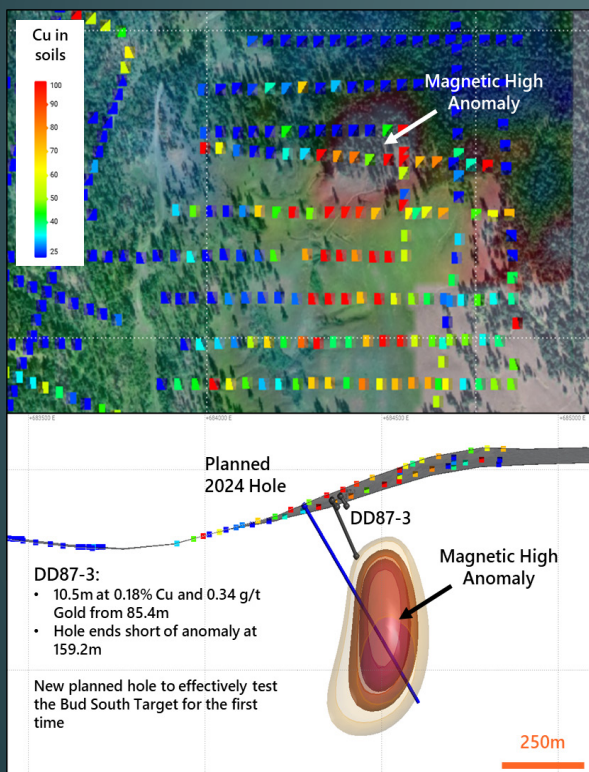 Cu in
soils
100
90
80
70
60
50
40
30
25
Magnetic High
Anomaly
+683500 E
+684000 E
+684500 E
+685000 E
Planned
2024 Hole
DD87-3
DD87-3:
• 10.5m at 0.18% Cu and 0.34 g/t
Gold from 85.4m
• Hole ends short of anomaly at
159.2m
Magnetic High
Anomaly
New planned hole to effectively test
the Bud South Target for the first
time
250m